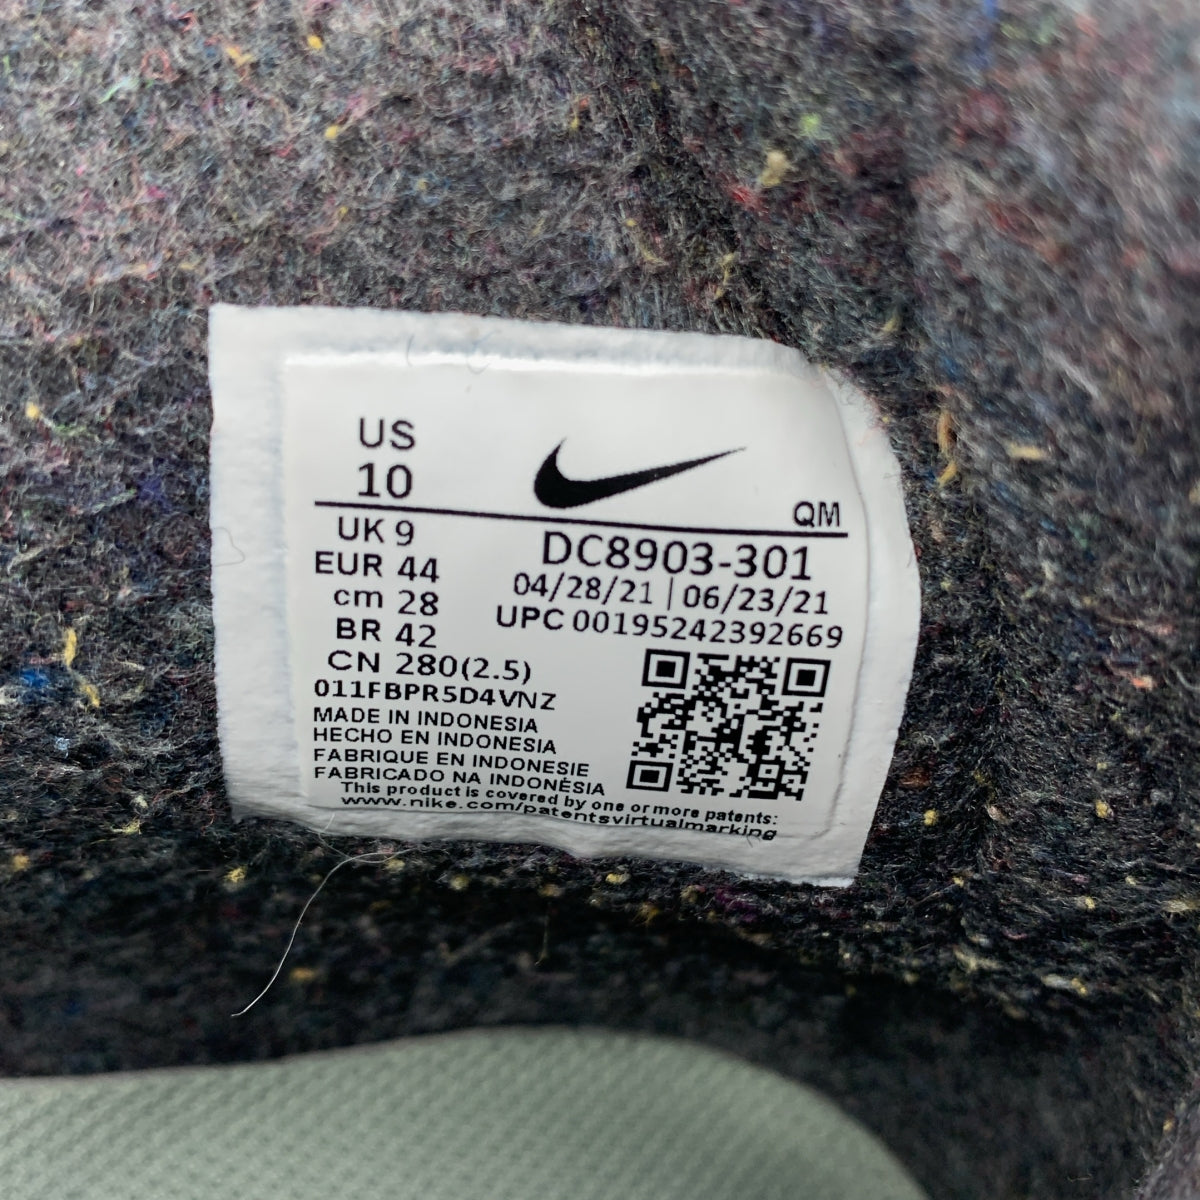 US
10
QM
UK 9
EUR 44
cm 28
BR 42
CN 280(2.5)
DC8903-301
04/28/21 | 06/23/21
UPC 00195242392669
011FBPR5D4VNZ
MADE IN INDONESIA
HECHO EN INDONESIA
FABRIQUE EN INDONESIE
FABRICADO NA INDONÉSIA
This product is covered by one or more patents:
www.nike.com/patentsvirtualmarking